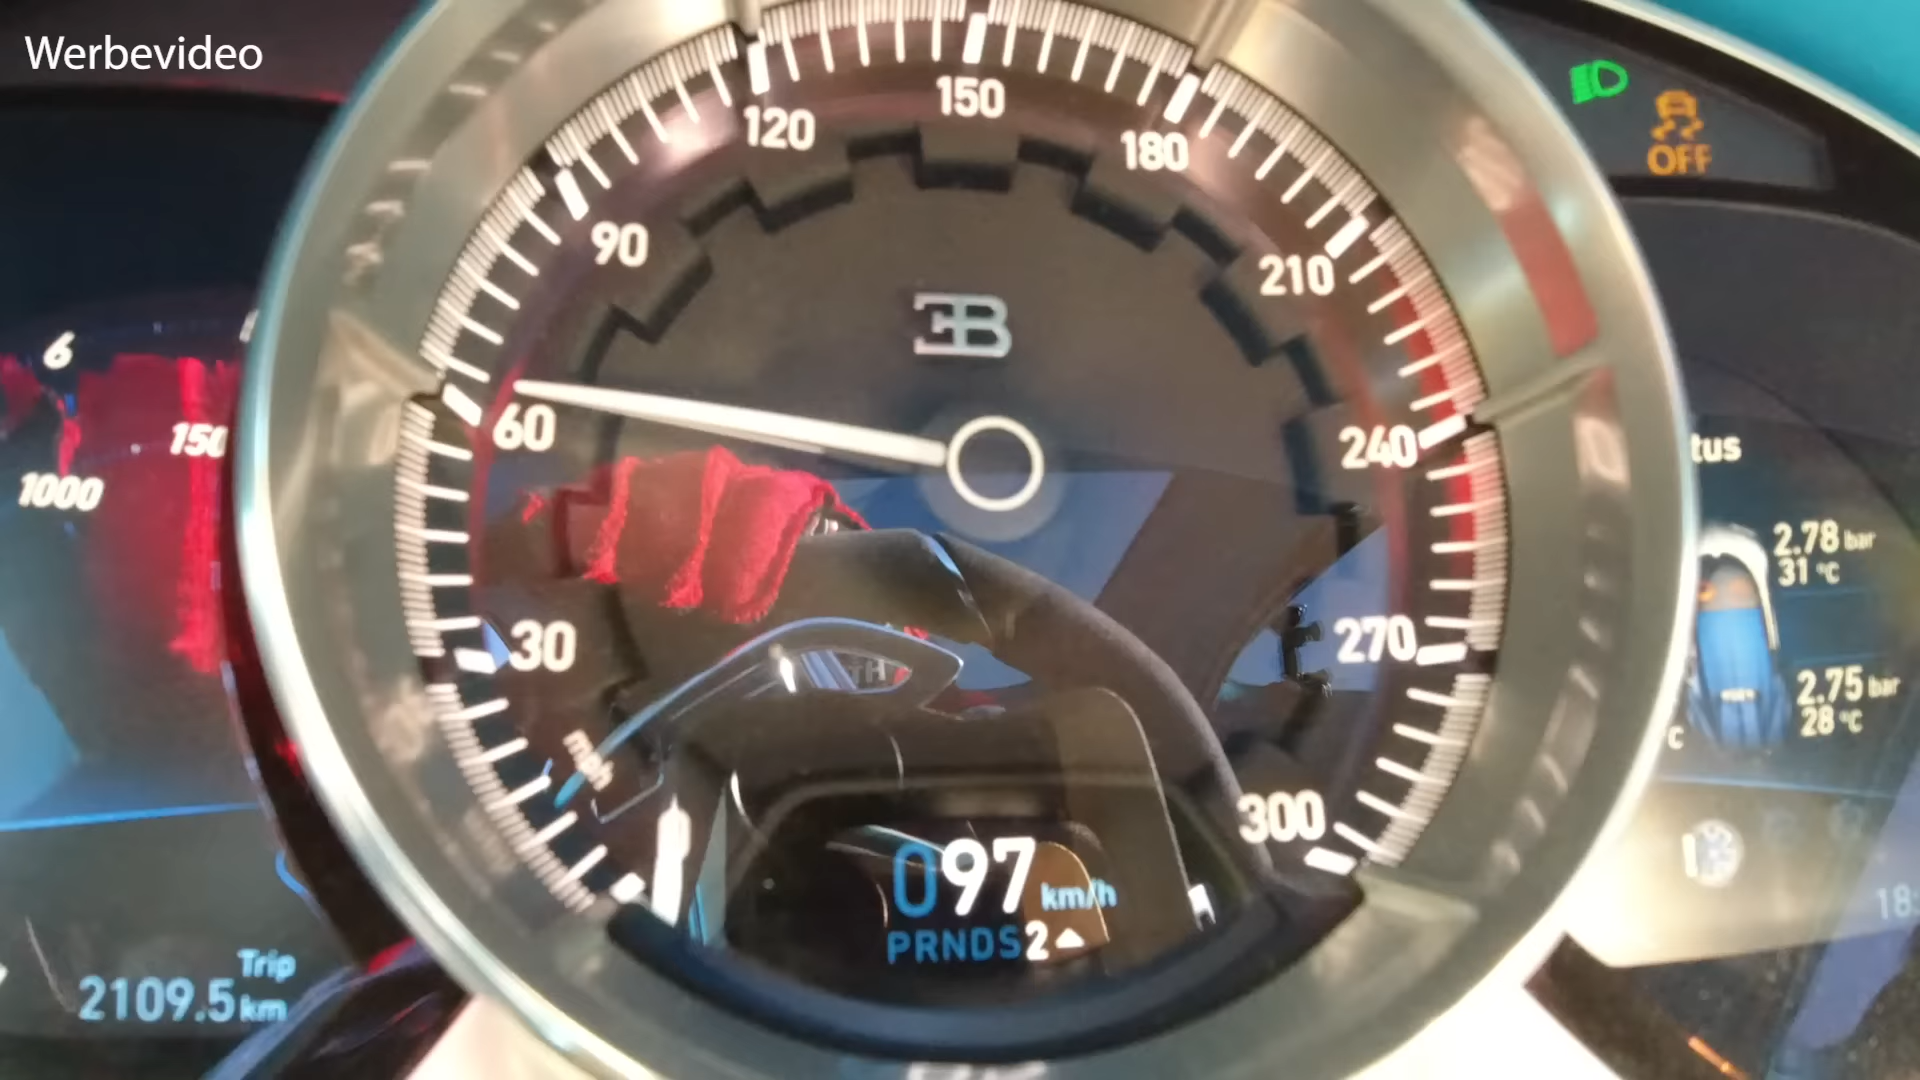 Werbevideo
OFF
150
120
180
90
210
6
60
150
240
tus
1000
2.78 bar
31 °C
30
270
2.75 bar
28 °C
mph
C
0
300
097 km/h
PRNDS2
Trip
2109.5 km